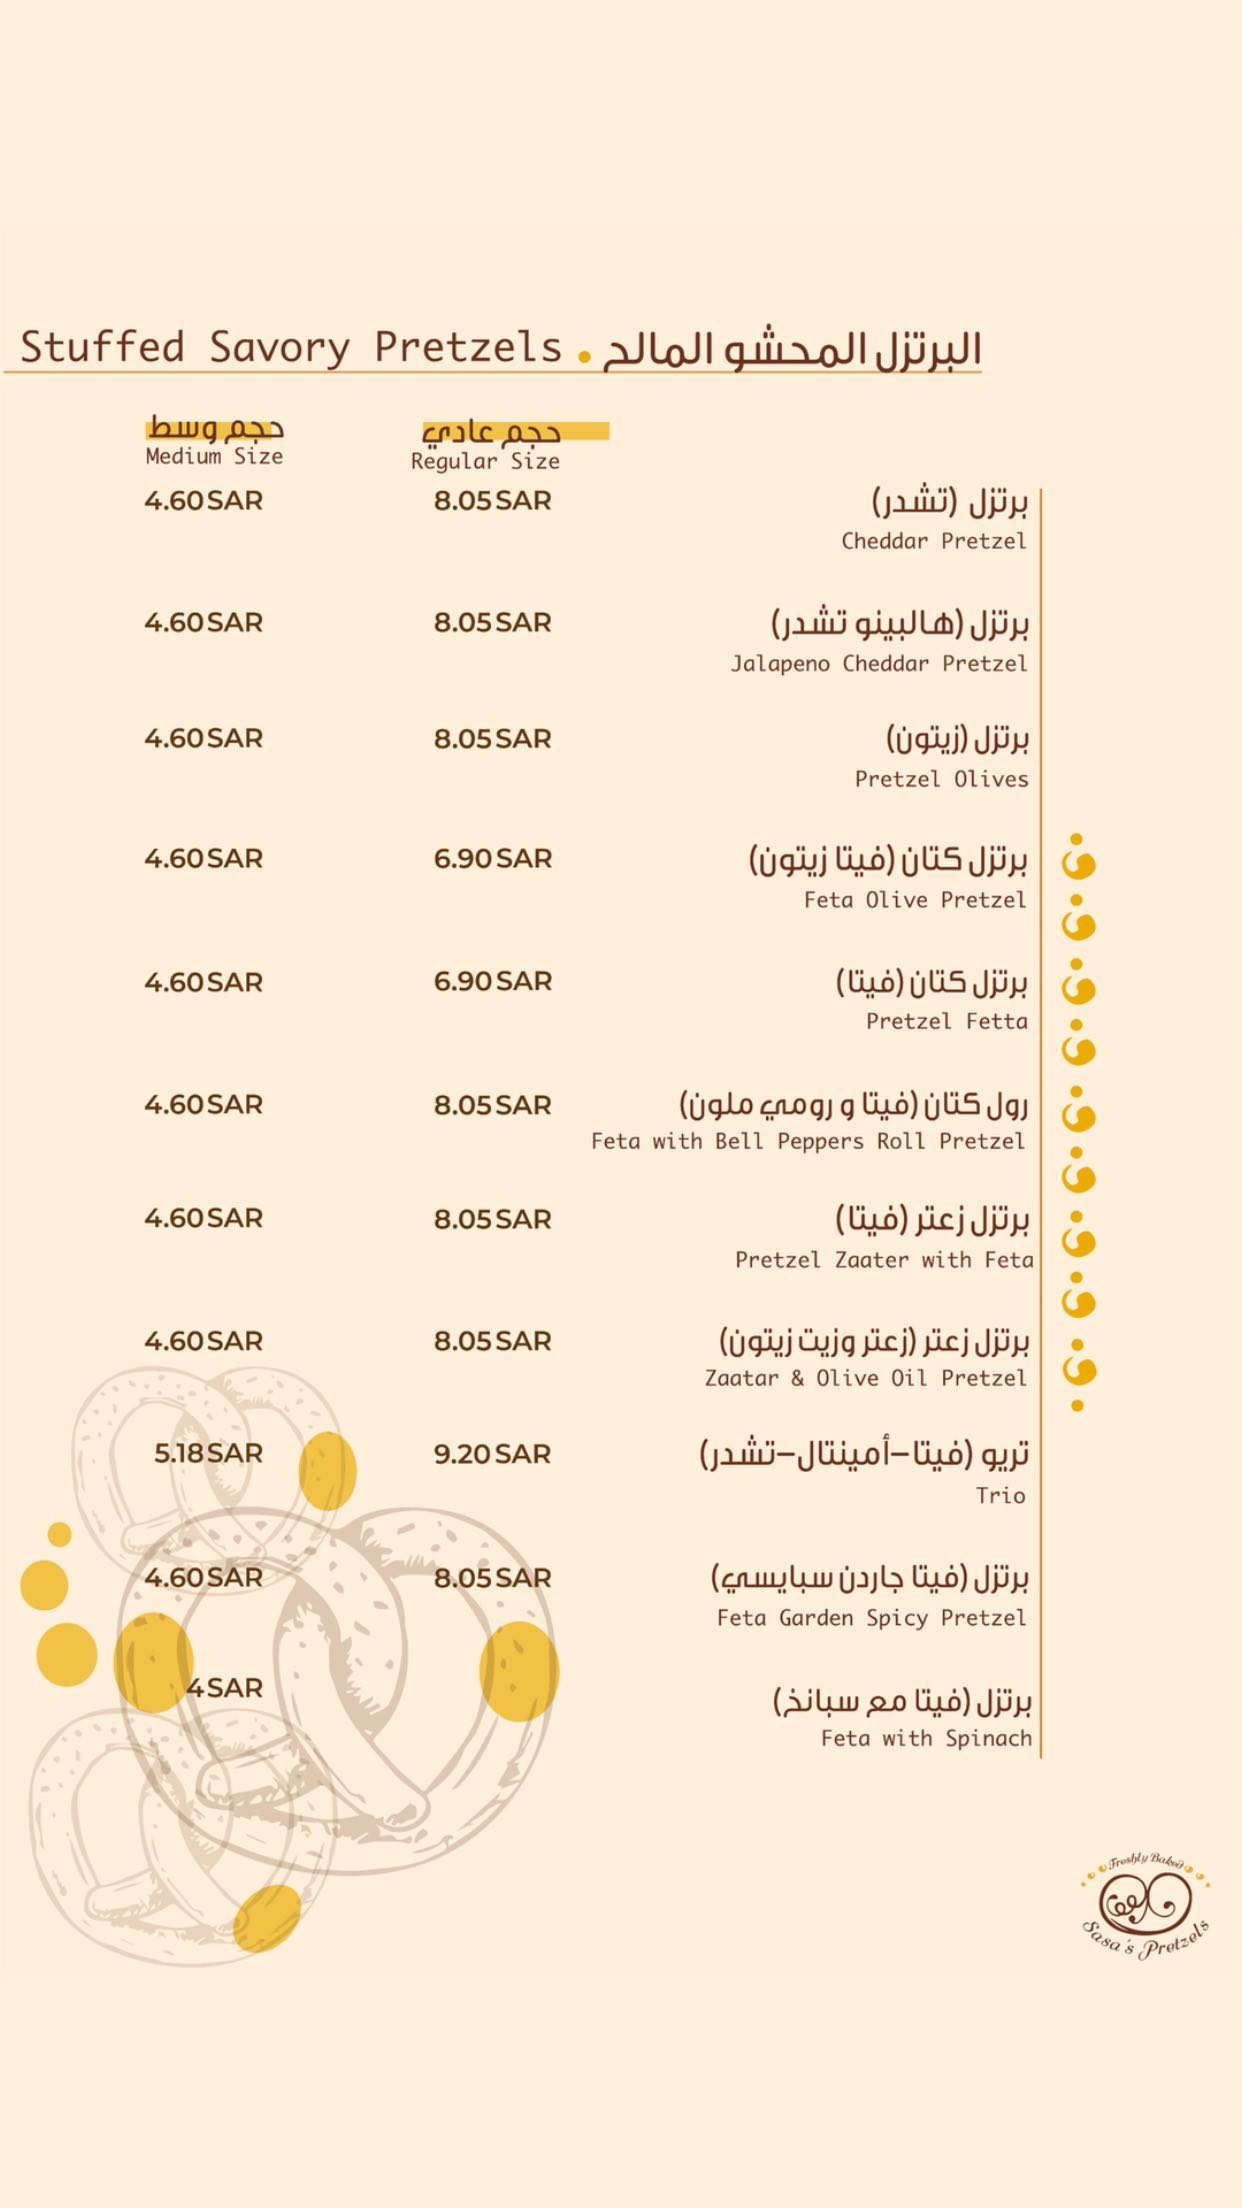 Stuffed Savory Pretzels • البرتزل المحشو المالح
حجم وسط
حجم عادي
Medium Size
Regular Size
4.60 SAR 8.05 SAR برتزل (تشدر)
Cheddar Pretzel
4.60 SAR 8.05 SAR برتزل (هالبينو تشدر)
Jalapeno Cheddar Pretzel
4.60 SAR 8.05 SAR برتزل (زيتون)
Pretzel Olives
4.60 SAR 6.90 SAR برتزل كتان (فيتا زيتون)
Feta Olive Pretzel
4.60 SAR 6.90 SAR برتزل كتان (فيتا)
Pretzel Fetta
4.60 SAR 8.05 SAR رول كتان (فيتا و رومي ملون)
Feta with Bell Peppers Roll Pretzel
4.60 SAR 8.05 SAR برتزل زعتر (فيتا)
Pretzel Zaater with Feta
4.60 SAR 8.05 SAR برتزل زعتر (زعتر وزيت زيتون)
Zaatar & Olive Oil Pretzel
5.18 SAR 9.20 SAR تريو (فيتا–أمينتال–تشدر)
Trio
4.60 SAR 8.05 SAR برتزل (فيتا جاردن سبايسي)
Feta Garden Spicy Pretzel
4 SAR برتزل (فيتا مع سبانخ)
Feta with Spinach
Freshly Baked
Sasa's Pretzels